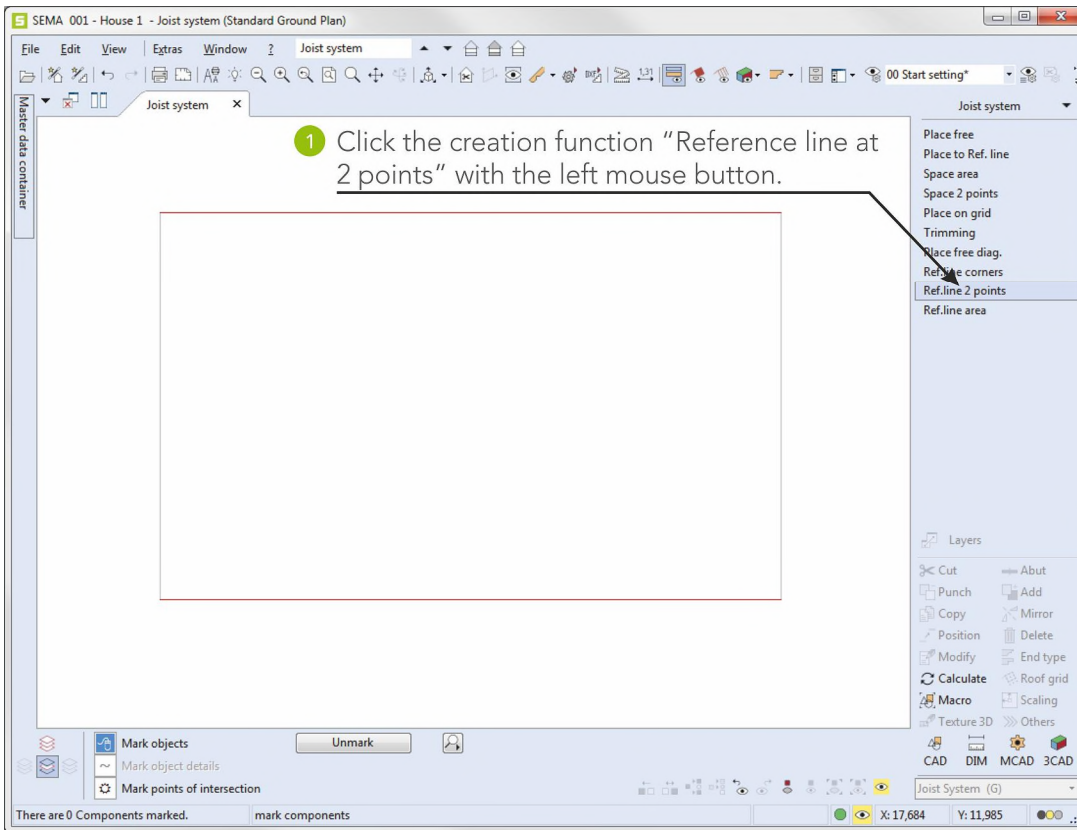 SEMA 001 - House 1 - Joist system (Standard Ground Plan)
File Edit View Extras Window ? Joist system
1,31 00 Start setting*
Joist system Joist system
Master data container
1 Click the creation function “Reference line at
2 points” with the left mouse button.
Place free
Place to Ref. line
Space area
Space 2 points
Place on grid
Trimming
Place free diag.
Ref.line corners
Ref.line 2 points
Ref.line area
Layers
Cut Abut
Punch Add
Copy Mirror
Position Delete
Modify End type
Calculate Roof grid
Macro Scaling
Texture 3D Others
CAD DIM MCAD 3CAD
Mark objects Unmark
Mark object details
Mark points of intersection
Joist System (G)
There are 0 Components marked. mark components X: 17,684 Y: 11,985